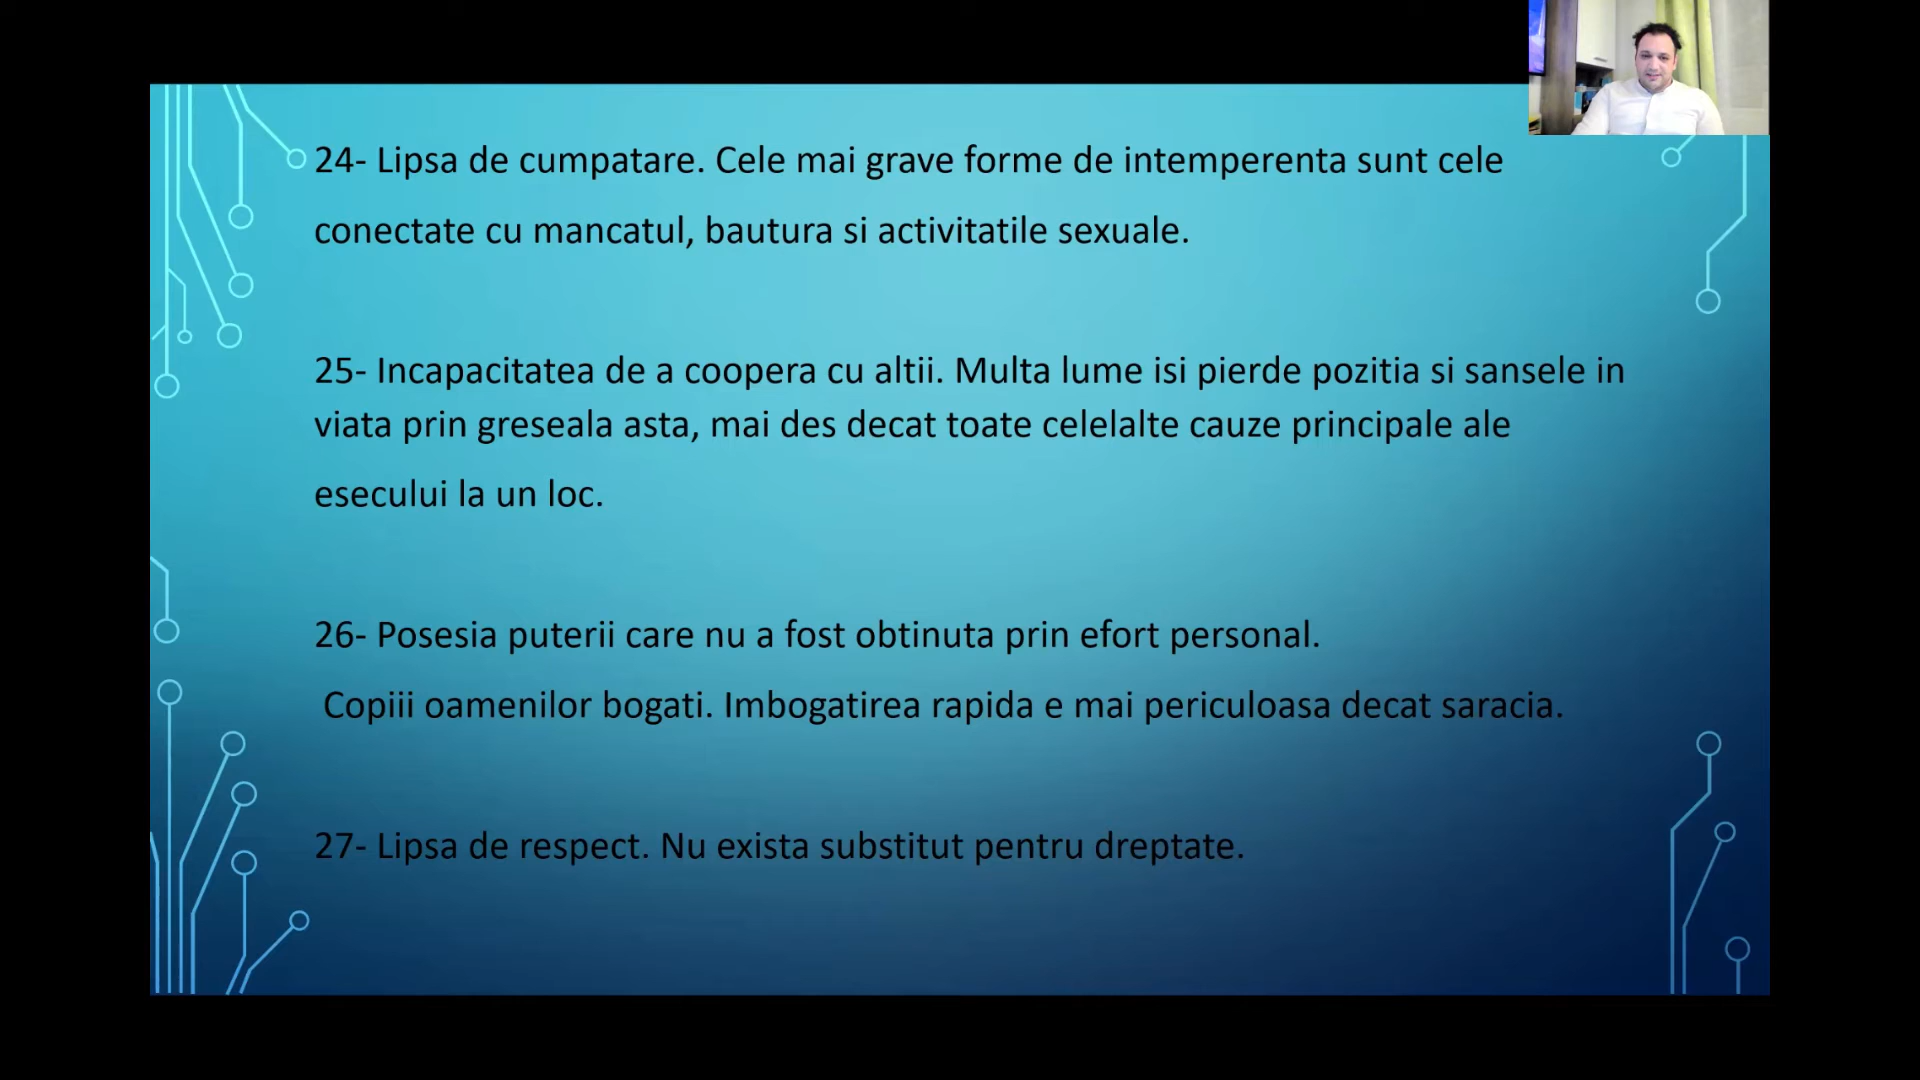 24- Lipsa de cumpatare. Cele mai grave forme de intemperenta sunt cele
conectate cu mancatul, bautura si activitatile sexuale.
25- Incapacitatea de a coopera cu altii. Multa lume isi pierde pozitia si sansele in
viata prin greseala asta, mai des decat toate celelalte cauze principale ale
esecului la un loc.
26- Posesia puterii care nu a fost obtinuta prin efort personal.
Copiii oamenilor bogati. Imbogatirea rapida e mai periculoasa decat saracia.
27- Lipsa de respect. Nu exista substitut pentru dreptate.